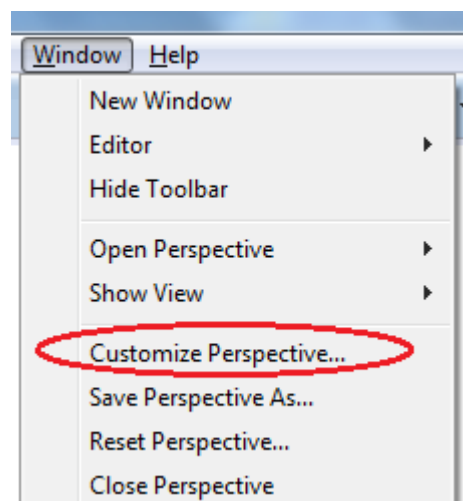 Window Help
New Window
Editor
Hide Toolbar
Open Perspective
Show View
Customize Perspective...
Save Perspective As...
Reset Perspective...
Close Perspective